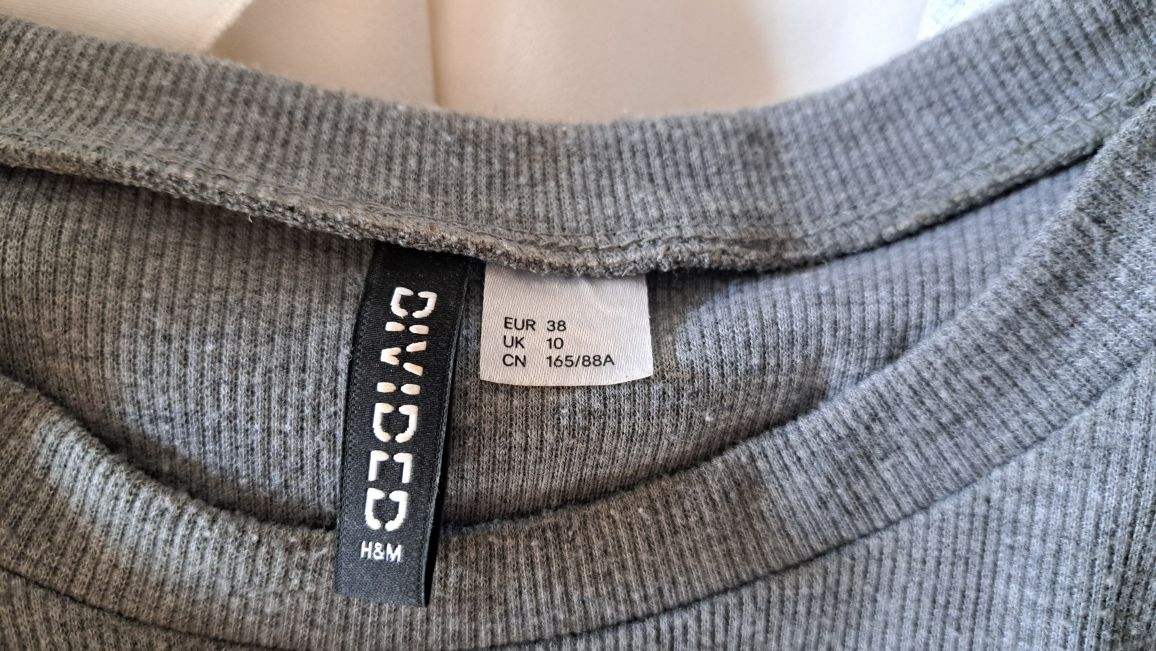 DIVIDED
H&M
EUR 38
UK 10
CN 165/88A